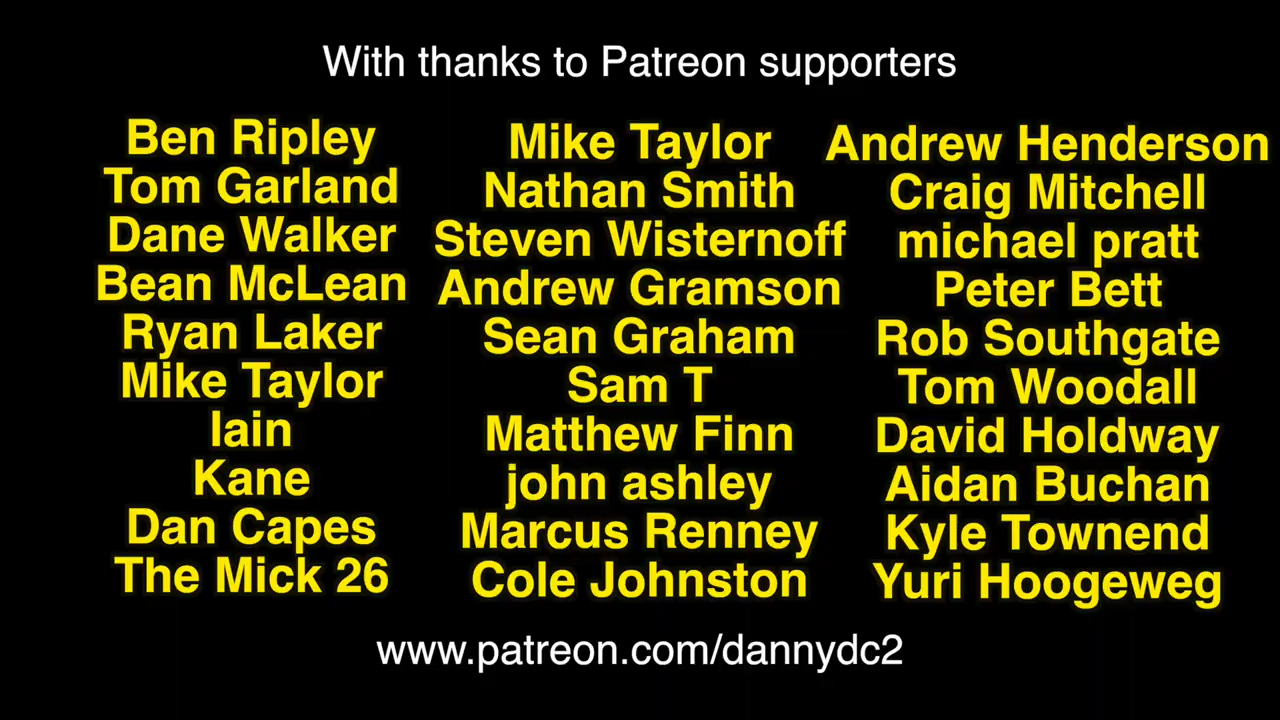 With thanks to Patreon supporters
Ben Ripley
Tom Garland
Dane Walker
Bean McLean
Ryan Laker
Mike Taylor
Iain
Kane
Dan Capes
The Mick 26
Mike Taylor
Nathan Smith
Steven Wisternoff
Andrew Gramson
Sean Graham
Sam T
Matthew Finn
john ashley
Marcus Renney
Cole Johnston
Andrew Henderson
Craig Mitchell
michael pratt
Peter Bett
Rob Southgate
Tom Woodall
David Holdway
Aidan Buchan
Kyle Townend
Yuri Hoogeweg
www.patreon.com/dannydc2